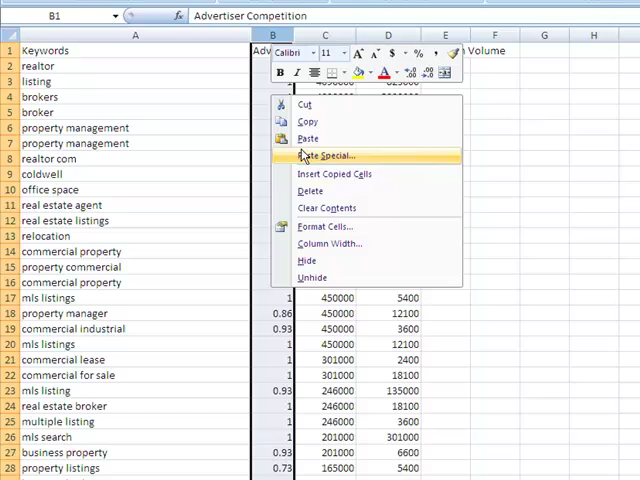 B1 fx Advertiser Competition
A B C D E F G H
1 Keywords Adv n Volume
Calibri 11 A A $ % ,
B I A .00
2 realtor
3 listing 1
4 brokers
5 broker
6 property management
7 property management
8 realtor com
9 coldwell
10 office space
11 real estate agent
12 real estate listings
13 relocation
14 commercial property
15 property commercial
16 commercial property
Cut
Copy
Paste
te Special...
Insert Copied Cells
Delete
Clear Contents
Format Cells...
Column Width...
Hide
Unhide
17 mls listings 1 450000 5400
18 property manager 0.86 450000 12100
19 commercial industrial 0.93 450000 3600
20 mls listings 1 450000 12100
21 commercial lease 1 301000 2400
22 commercial for sale 1 301000 18100
23 mls listing 0.93 246000 135000
24 real estate broker 1 246000 18100
25 multiple listing 1 246000 3600
26 mls search 1 201000 301000
27 business property 0.93 201000 6600
28 property listings 0.73 165000 5400